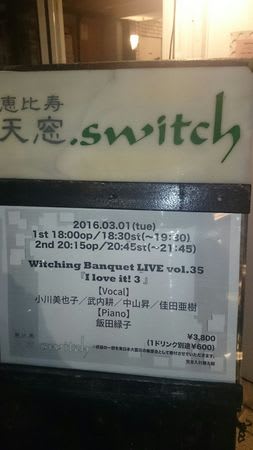 恵比寿
天窓.switch
2016.03.01(tue)
1st 18:00op/18:30st(~19:30)
2nd 20:15op/20:45st(~21:45)
Witching Banquet LIVE vol.35
『I love it! 3 』
【Vocal】
小川美也子/武内耕/中山昇/佳田亜樹
【Piano】
飯田緑子
¥3,800
(1ドリンク別途¥600)